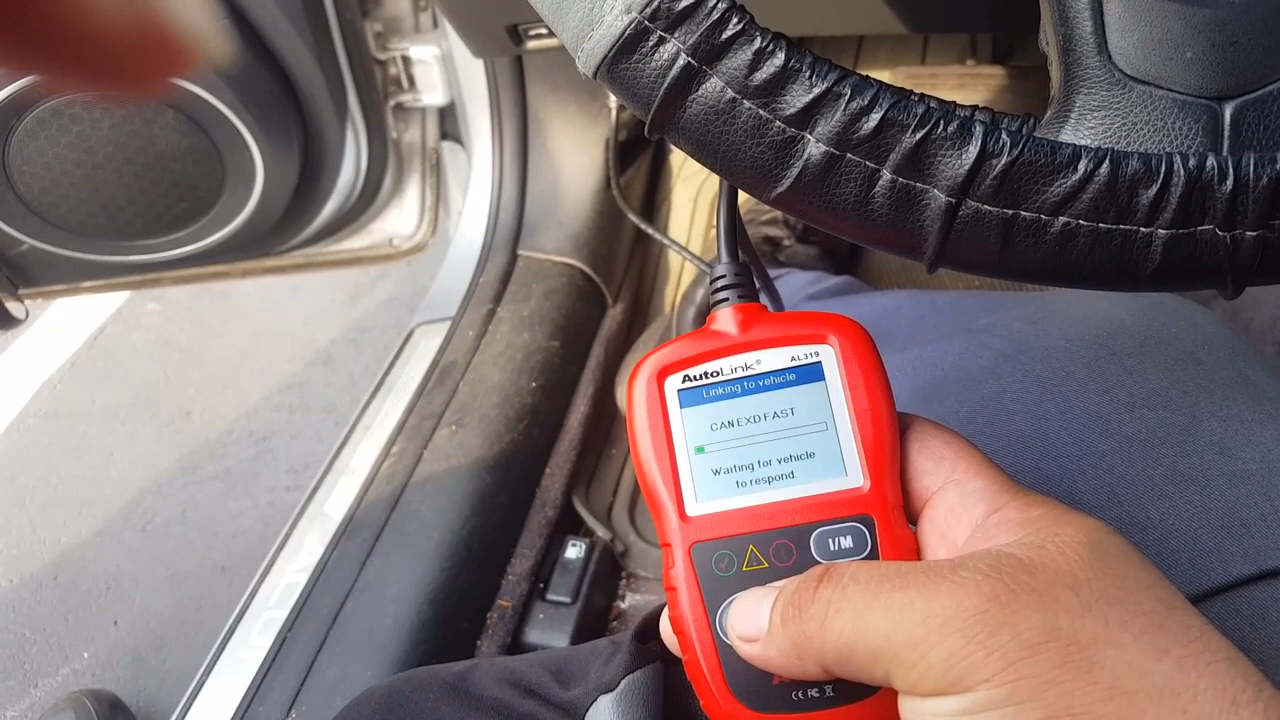 AutoLink® AL319
Linking to vehicle
CAN EXD FAST
Waiting for vehicle
to respond.
I/M
CE FC